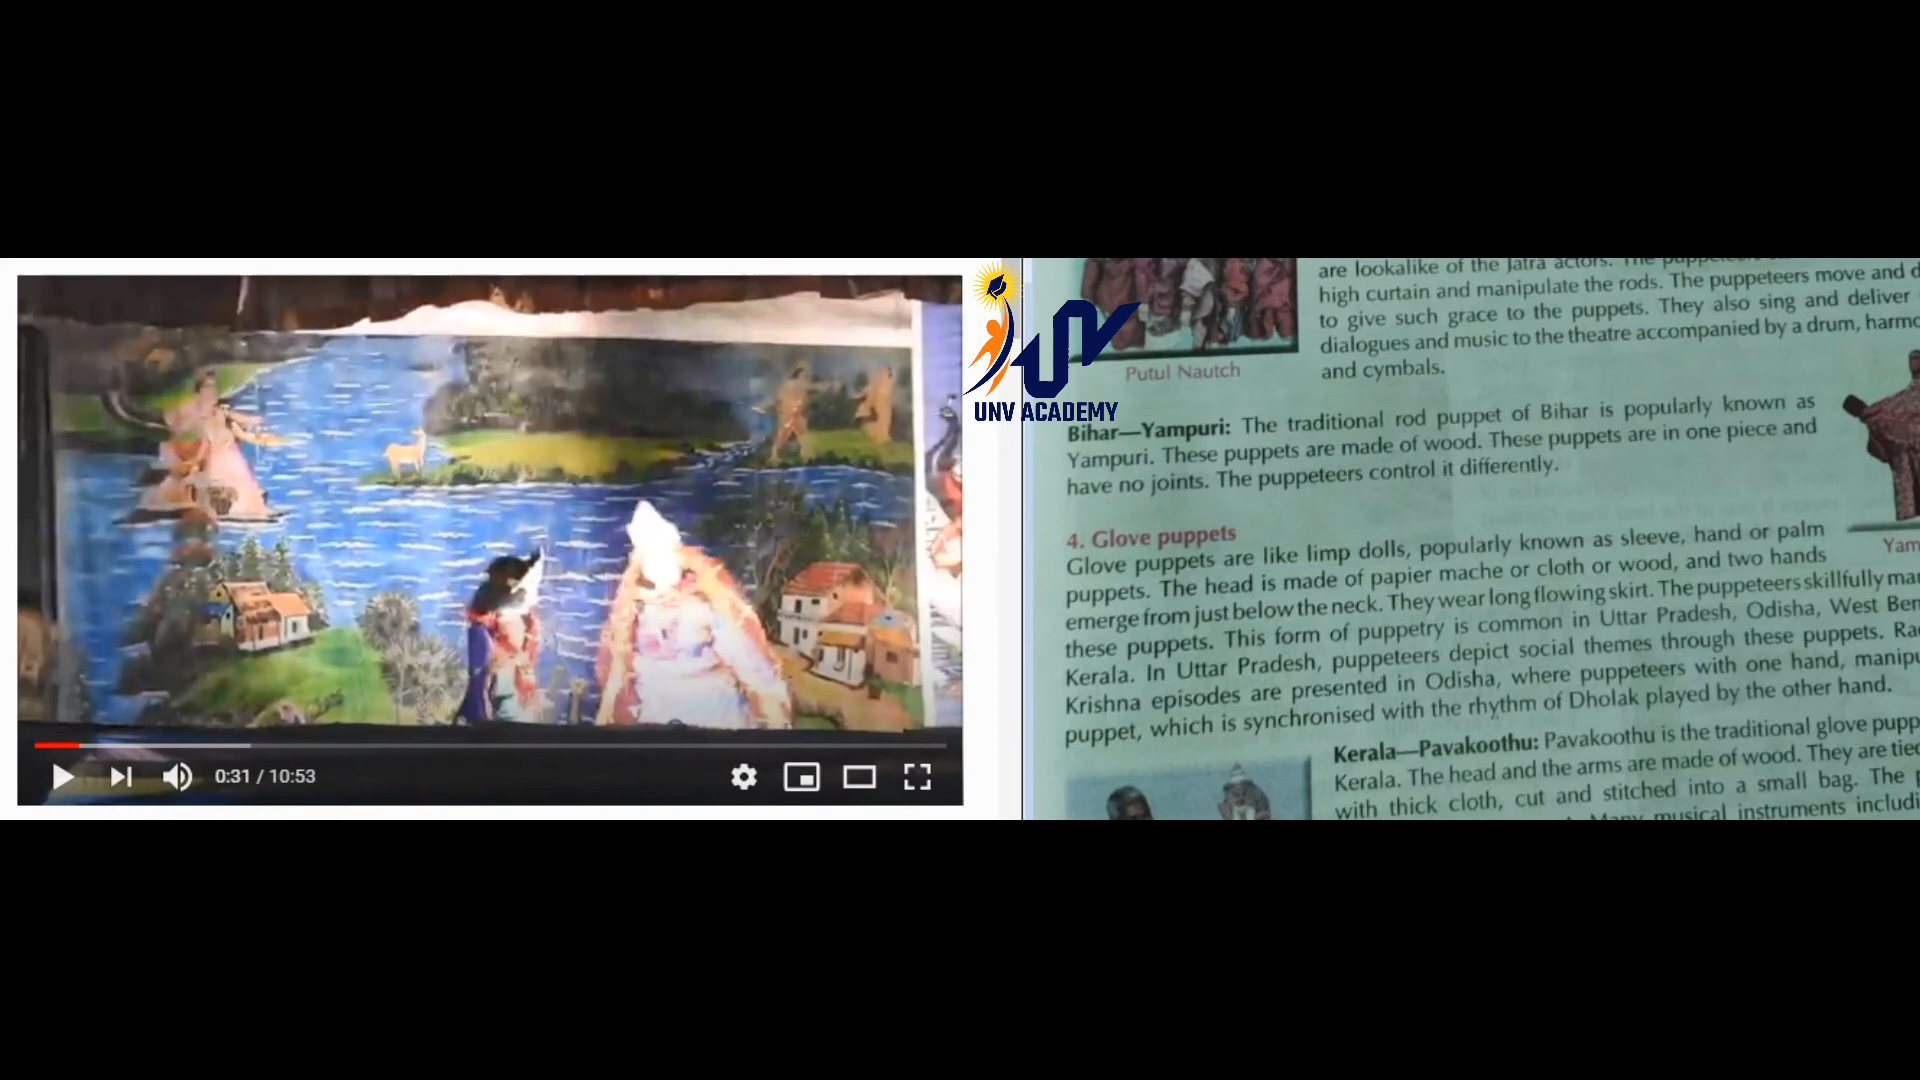 0:31 / 10:53
UNV ACADEMY
are lookalike of the Jatra actors. The
high curtain and manipulate the rods. The puppeteers move and
to give such grace to the puppets. They also sing and deliver
dialogues and music to the theatre accompanied by a drum,
and cymbals.
Putul Nautch
Bihar—Yampuri: The traditional rod puppet of Bihar is popularly known as
Yampuri. These puppets are made of wood. These puppets are in one piece and
have no joints. The puppeteers control it differently.
Yam
4. Glove puppets
Glove puppets are like limp dolls, popularly known as sleeve, hand or palm
puppets. The head is made of papier mache or cloth or wood, and two hands
emerge from just below the neck. They wear long flowing skirt. The puppeteers skillfully
these puppets. This form of puppetry is common in Uttar Pradesh, Odisha, West
Kerala. In Uttar Pradesh, puppeteers depict social themes through these puppets.
Krishna episodes are presented in Odisha, where puppeteers with one hand,
puppet, which is synchronised with the rhythm of Dholak played by the other hand.
Kerala—Pavakoothu: Pavakoothu is the traditional glove
Kerala. The head and the arms are made of wood. They are
with thick cloth, cut and stitched into a small bag. The
Many musical instruments